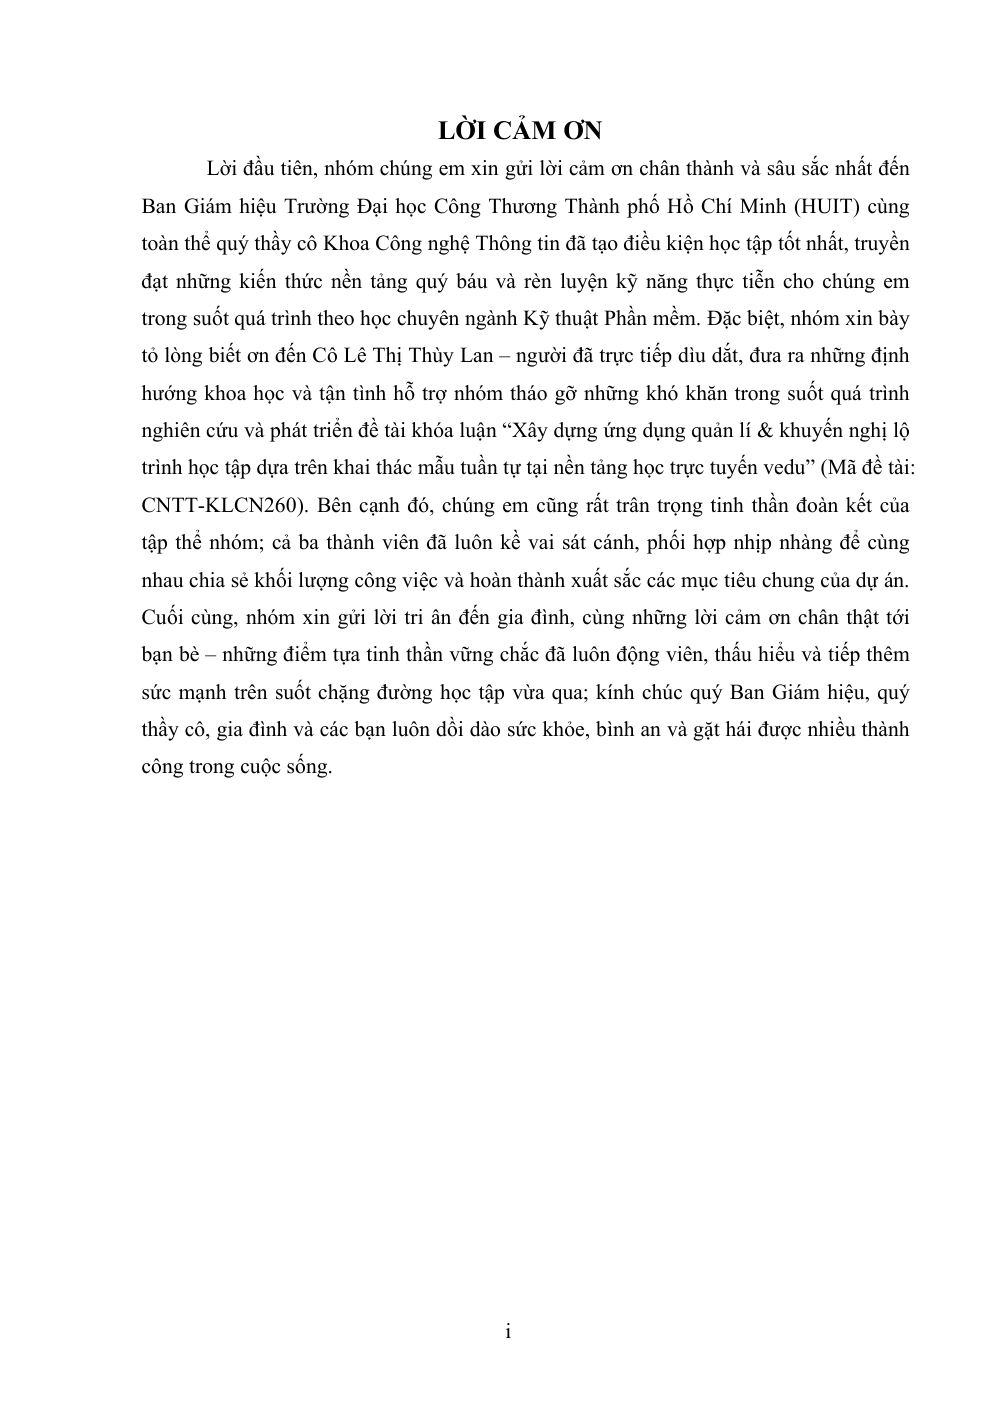 LỜI CẢM ƠN
Lời đầu tiên, nhóm chúng em xin gửi lời cảm ơn chân thành và sâu sắc nhất đến
Ban Giám hiệu Trường Đại học Công Thương Thành phố Hồ Chí Minh (HUIT) cùng
toàn thể quý thầy cô Khoa Công nghệ Thông tin đã tạo điều kiện học tập tốt nhất, truyền
đạt những kiến thức nền tảng quý báu và rèn luyện kỹ năng thực tiễn cho chúng em
trong suốt quá trình theo học chuyên ngành Kỹ thuật Phần mềm. Đặc biệt, nhóm xin bày
tỏ lòng biết ơn đến Cô Lê Thị Thùy Lan – người đã trực tiếp dìu dắt, đưa ra những định
hướng khoa học và tận tình hỗ trợ nhóm tháo gỡ những khó khăn trong suốt quá trình
nghiên cứu và phát triển đề tài khóa luận “Xây dựng ứng dụng quản lí & khuyến nghị lộ
trình học tập dựa trên khai thác mẫu tuần tự tại nền tảng học trực tuyến vedu” (Mã đề tài:
CNTT-KLCN260). Bên cạnh đó, chúng em cũng rất trân trọng tinh thần đoàn kết của
tập thể nhóm; cả ba thành viên đã luôn kề vai sát cánh, phối hợp nhịp nhàng để cùng
nhau chia sẻ khối lượng công việc và hoàn thành xuất sắc các mục tiêu chung của dự án.
Cuối cùng, nhóm xin gửi lời tri ân đến gia đình, cùng những lời cảm ơn chân thật tới
bạn bè – những điểm tựa tinh thần vững chắc đã luôn động viên, thấu hiểu và tiếp thêm
sức mạnh trên suốt chặng đường học tập vừa qua; kính chúc quý Ban Giám hiệu, quý
thầy cô, gia đình và các bạn luôn dồi dào sức khỏe, bình an và gặt hái được nhiều thành
công trong cuộc sống.
i